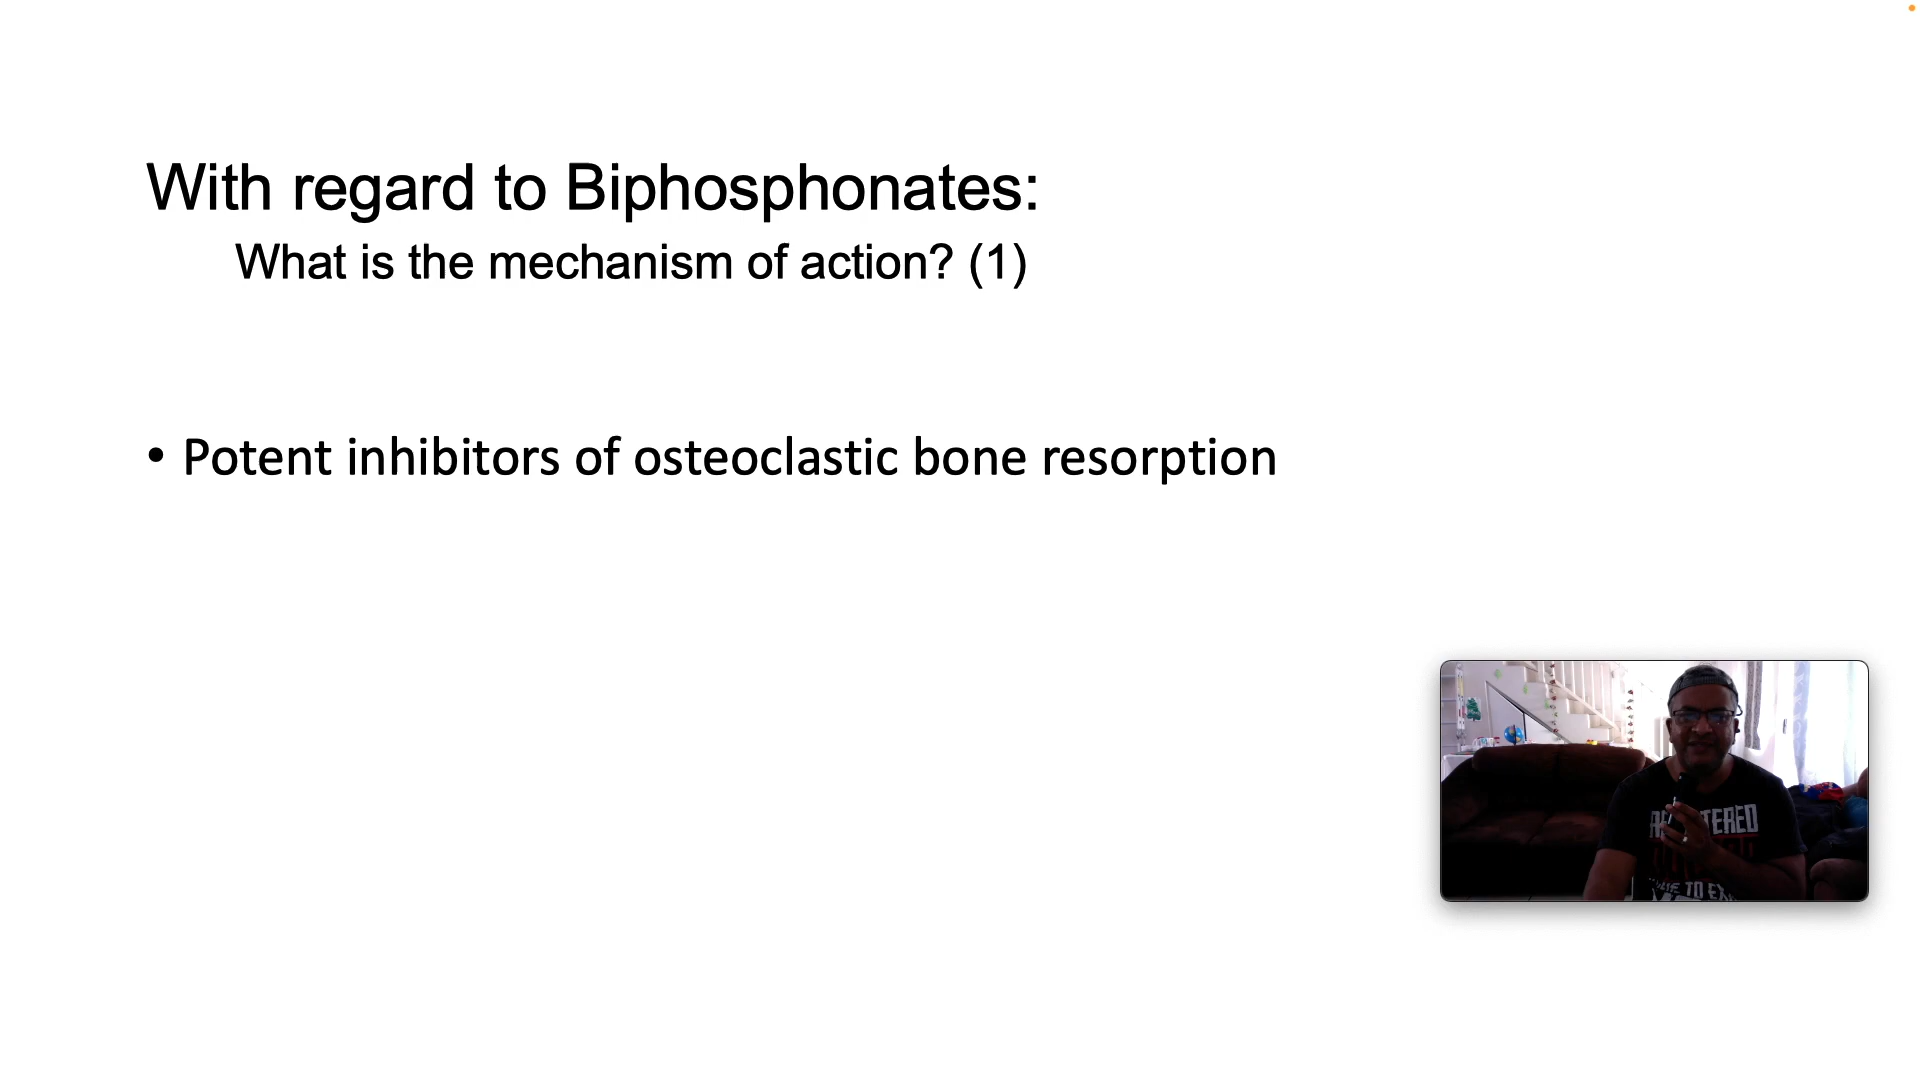 With regard to Biphosphonates:
What is the mechanism of action? (1)
• Potent inhibitors of osteoclastic bone resorption